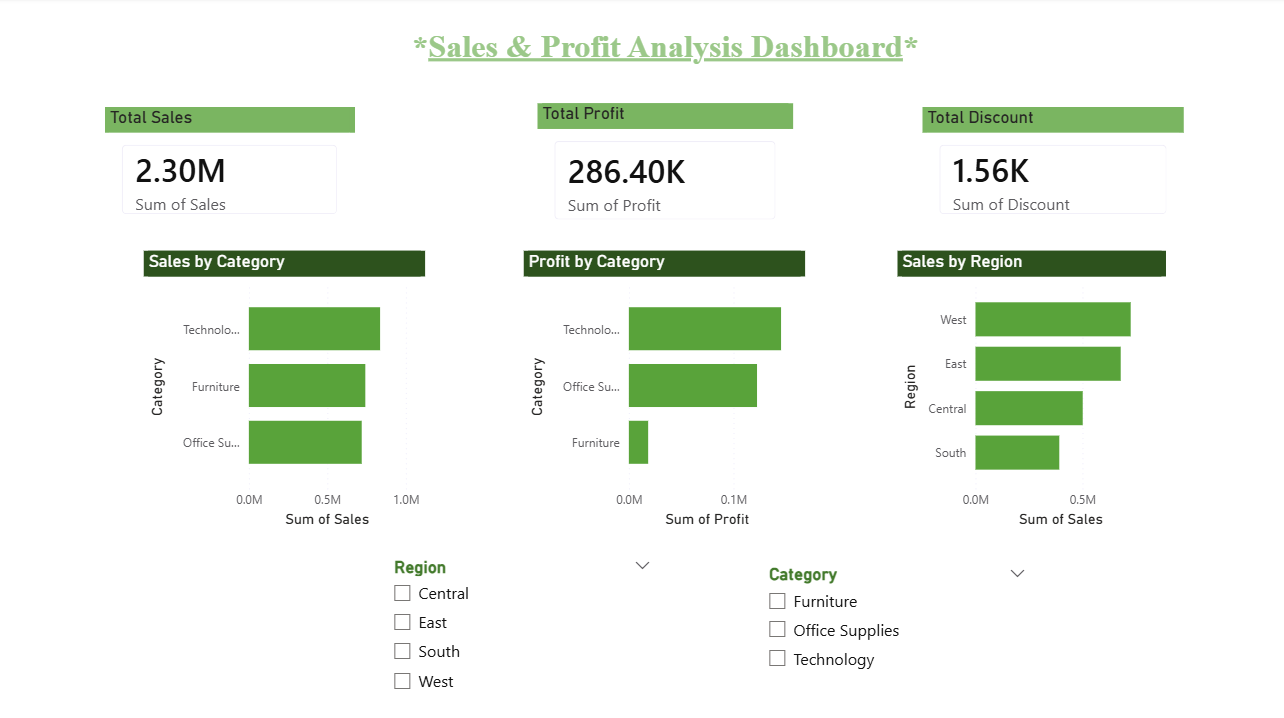 *Sales & Profit Analysis Dashboard*
Total Sales
2.30M
Sum of Sales
Total Profit
286.40K
Sum of Profit
Total Discount
1.56K
Sum of Discount
Sales by Category
Category
Technolo...
Furniture
Office Su...
0.0M 0.5M 1.0M
Sum of Sales
Profit by Category
Category
Technolo...
Office Su...
Furniture
0.0M 0.1M
Sum of Profit
Sales by Region
Region
West
East
Central
South
0.0M 0.5M
Sum of Sales
Region
Central
East
South
West
Category
Furniture
Office Supplies
Technology